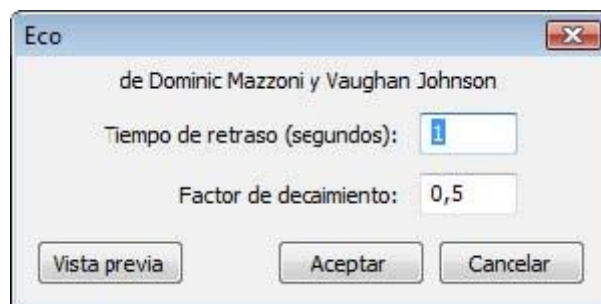 Eco
de Dominic Mazzoni y Vaughan Johnson
Tiempo de retraso (segundos): 1
Factor de decaimiento: 0,5
Vista previa Aceptar Cancelar